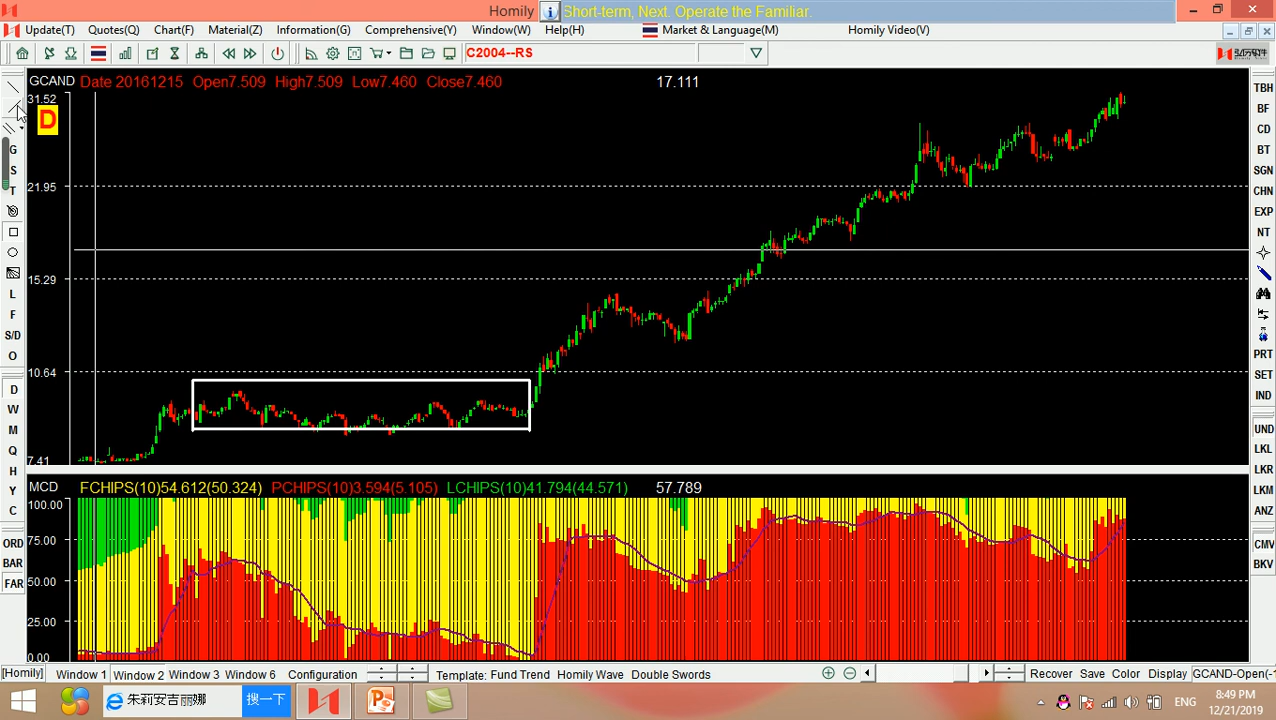 Homily Short-term, Next. Operate the Familiar.
Update(T) Quotes(Q) Chart(F) Material(Z) Information(G) Comprehensive(Y) Window(W) Help(H) Market & Language(M) Homily Video(V)
C2004--RS
GCAND Date 20161215 Open7.509 High7.509 Low7.460 Close7.460 17.111
31.52
D
21.95
15.29
10.64
7.41
MCD FCHIPS(10)54.612(50.324) PCHIPS(10)3.594(5.105) LCHIPS(10)41.794(44.571) 57.789
100.00
75.00
50.00
25.00
0.00
G
S
T
L
F
S/D
O
D
W
M
Q
H
Y
C
ORD
BAR
FAR
TBH
BF
CD
BT
SGN
CHN
EXP
NT
PRT
SET
IND
UND
LKL
LKR
LKM
ANZ
CMV
BKV
[Homily] Window 1 Window 2 Window 3 Window 6 Configuration Template: Fund Trend Homily Wave Double Swords Recover Save Color Display GCAND-Open(-1
朱莉安吉丽娜 搜一下 ENG 8:49 PM
12/21/2019